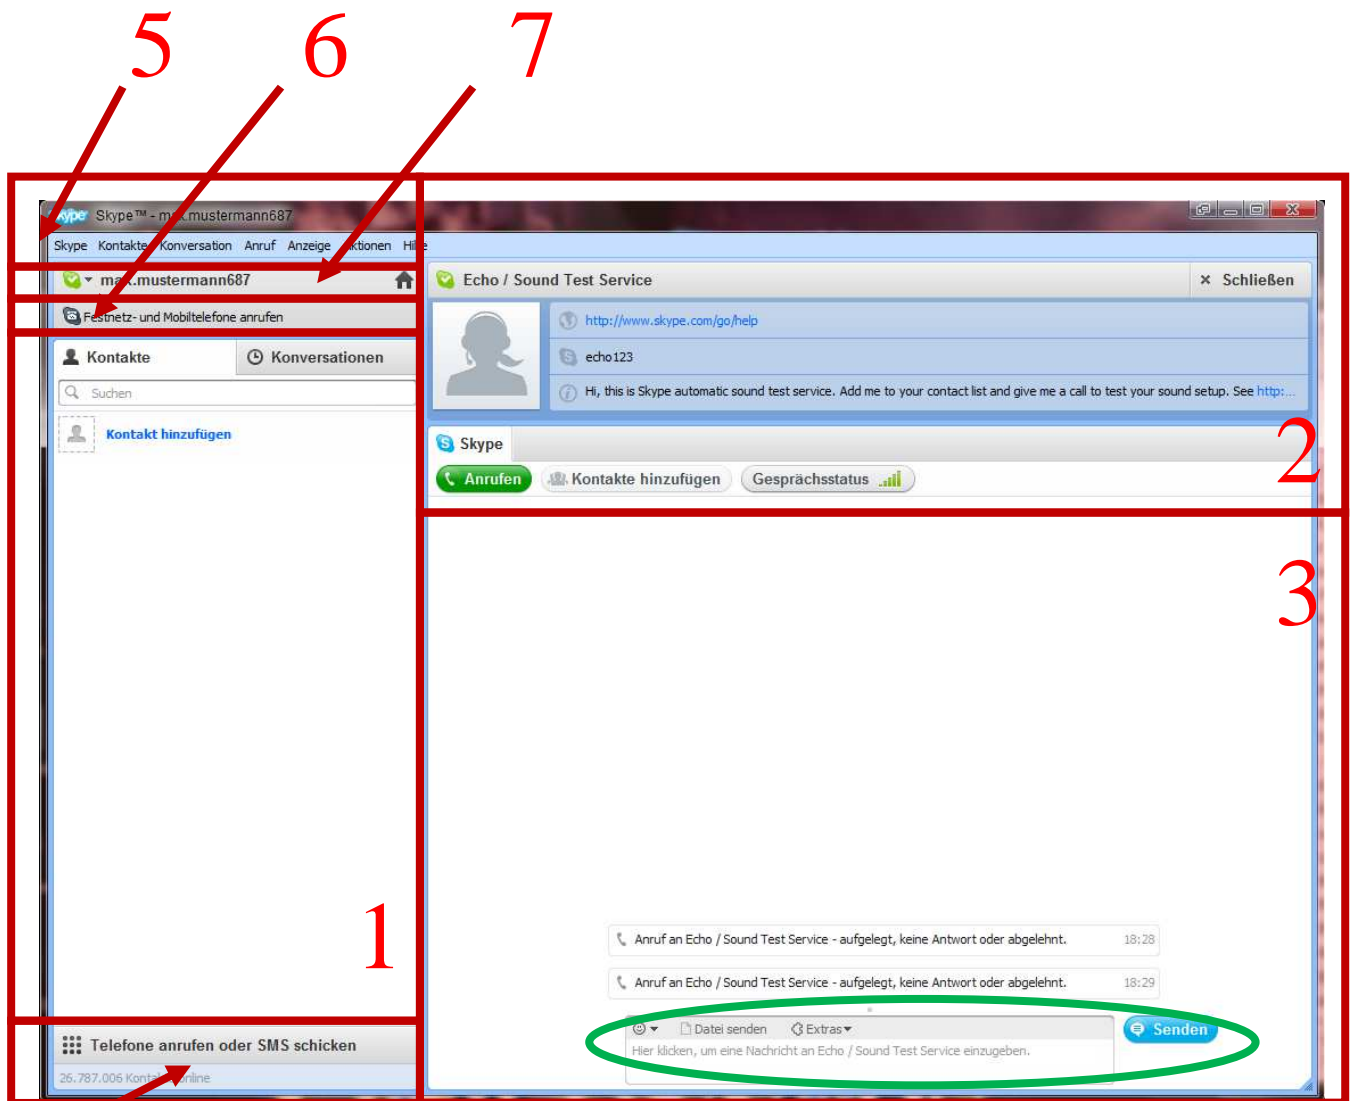 5 6 7
Skype™ - max.mustermann687
Skype Kontakte Konversation Anruf Anzeige Aktionen Hilfe
max.mustermann687
Festnetz- und Mobiltelefone anrufen
Kontakte Konversationen
Suchen
Kontakt hinzufügen
Echo / Sound Test Service × Schließen
http://www.skype.com/go/help
echo123
Hi, this is Skype automatic sound test service. Add me to your contact list and give me a call to test your sound setup. See http:...
Skype
2
Anrufen Kontakte hinzufügen Gesprächsstatus
3
1
Anruf an Echo / Sound Test Service - aufgelegt, keine Antwort oder abgelehnt. 18:28
Anruf an Echo / Sound Test Service - aufgelegt, keine Antwort oder abgelehnt. 18:29
Datei senden Extras Senden
Hier klicken, um eine Nachricht an Echo / Sound Test Service einzugeben.
Telefone anrufen oder SMS schicken
26.787.006 Kontakte online